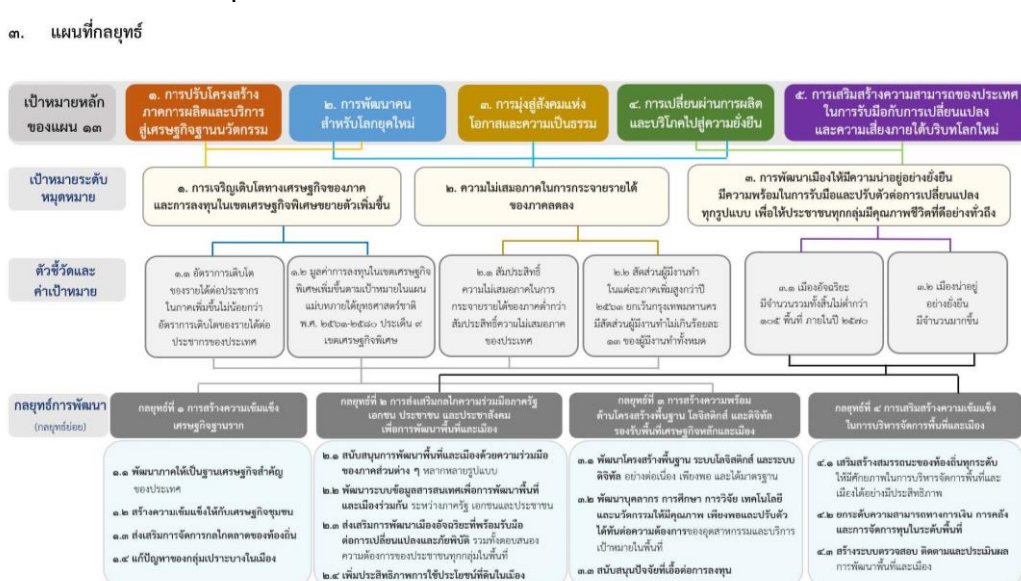 ๓. แผนที่กลยุทธ์
เป้าหมายหลัก
ของแผน ๑๓
๑. การปรับโครงสร้าง
ภาคการผลิตและบริการ
สู่เศรษฐกิจฐานนวัตกรรม
๒. การพัฒนาคน
สำหรับโลกยุคใหม่
๓. การมุ่งสู่สังคมแห่ง
โอกาสและความเป็นธรรม
๔. การเปลี่ยนผ่านการผลิต
และบริโภคไปสู่ความยั่งยืน
๕. การเสริมสร้างความสามารถของประเทศ
ในการรับมือกับการเปลี่ยนแปลง
และความเสี่ยงภายใต้บริบทโลกใหม่
เป้าหมายระดับ
หมุดหมาย
๑. การเจริญเติบโตทางเศรษฐกิจของภาค
และการลงทุนในเขตเศรษฐกิจพิเศษขยายตัวเพิ่มขึ้น
๒. ความไม่เสมอภาคในการกระจายรายได้
ของภาคลดลง
๓. การพัฒนาเมืองให้มีความน่าอยู่อย่างยั่งยืน
มีความพร้อมในการรับมือและปรับตัวต่อการเปลี่ยนแปลง
ทุกรูปแบบ เพื่อให้ประชาชนทุกกลุ่มมีคุณภาพชีวิตที่ดีอย่างทั่วถึง
ตัวชี้วัดและ
ค่าเป้าหมาย
๑.๑ อัตราการเติบโต
ของรายได้ต่อประชากร
ในภาคเพิ่มขึ้นไม่น้อยกว่า
อัตราการเติบโตของรายได้ต่อ
ประชากรของประเทศ
๑.๒ มูลค่าการลงทุนในเขตเศรษฐกิจ
พิเศษเพิ่มขึ้นตามเป้าหมายในแผน
แม่บทภายใต้ยุทธศาสตร์ชาติ
พ.ศ. ๒๕๖๑-๒๕๘๐ ประเด็น ๙
เขตเศรษฐกิจพิเศษ
๒.๑ สัมประสิทธิ์
ความไม่เสมอภาคในการ
กระจายรายได้ของภาคต่ำกว่า
สัมประสิทธิ์ความไม่เสมอภาค
ของประเทศ
๒.๒ สัดส่วนผู้มีงานทำ
ในแต่ละภาคเพิ่มสูงกว่าปี
๒๕๖๓ ยกเว้นกรุงเทพมหานคร
มีสัดส่วนผู้มีงานทำไม่เกินร้อยละ
๑๓ ของผู้มีงานทำทั้งหมด
๓.๑ เมืองอัจฉริยะ
มีจำนวนรวมทั้งสิ้นไม่ต่ำกว่า
๑๐๕ พื้นที่ ภายในปี ๒๕๗๐
๓.๒ เมืองน่าอยู่
อย่างยั่งยืน
มีจำนวนมากขึ้น
กลยุทธ์การพัฒนา
(กลยุทธ์ย่อย)
กลยุทธ์ที่ ๑ การสร้างความเข้มแข็ง
เศรษฐกิจฐานราก
กลยุทธ์ที่ ๒ การส่งเสริมกลไกความร่วมมือภาครัฐ
เอกชน ประชาชน และประชาสังคม
เพื่อการพัฒนาพื้นที่และเมือง
กลยุทธ์ที่ ๓ การสร้างความพร้อม
ด้านโครงสร้างพื้นฐาน โลจิสติกส์ และดิจิทัล
รองรับพื้นที่เศรษฐกิจหลักและเมือง
กลยุทธ์ที่ ๔ การเสริมสร้างความเข้มแข็ง
ในการบริหารจัดการพื้นที่และเมือง
๑.๑ พัฒนาภาคให้เป็นฐานเศรษฐกิจสำคัญ
ของประเทศ
๑.๒ สร้างความเข้มแข็งให้กับเศรษฐกิจชุมชน
๑.๓ ส่งเสริมการจัดการกลไกตลาดของท้องถิ่น
๑.๔ แก้ปัญหาของกลุ่มเปราะบางในเมือง
๒.๑ สนับสนุนการพัฒนาพื้นที่และเมืองด้วยความร่วมมือ
ของภาคส่วนต่าง ๆ หลากหลายรูปแบบ
๒.๒ พัฒนาระบบข้อมูลสารสนเทศเพื่อการพัฒนาพื้นที่
และเมืองร่วมกัน ระหว่างภาครัฐ เอกชนและประชาชน
๒.๓ ส่งเสริมการพัฒนาเมืองอัจฉริยะที่พร้อมรับมือ
ต่อการเปลี่ยนแปลงและภัยพิบัติ รวมทั้งตอบสนอง
ความต้องการของประชาชนทุกกลุ่มในพื้นที่
๒.๔ เพิ่มประสิทธิภาพการใช้ประโยชน์ที่ดินในเมือง
๓.๑ พัฒนาโครงสร้างพื้นฐาน ระบบโลจิสติกส์ และระบบ
ดิจิทัล อย่างต่อเนื่อง เพียงพอ และได้มาตรฐาน
๓.๒ พัฒนาบุคลากร การศึกษา การวิจัย เทคโนโลยี
และนวัตกรรมให้มีคุณภาพ เพียงพอและปรับตัว
ได้ทันต่อความต้องการของอุตสาหกรรมและบริการ
เป้าหมายในพื้นที่
๓.๓ สนับสนุนปัจจัยที่เอื้อต่อการลงทุน
๔.๑ เสริมสร้างสมรรถนะของท้องถิ่นทุกระดับ
ให้มีศักยภาพในการบริหารจัดการพื้นที่และ
เมืองได้อย่างมีประสิทธิภาพ
๔.๒ ยกระดับความสามารถทางการเงิน การคลัง
และการจัดการทุนในระดับพื้นที่
๔.๓ สร้างระบบตรวจสอบ ติดตามและประเมินผล
การพัฒนาพื้นที่และเมือง